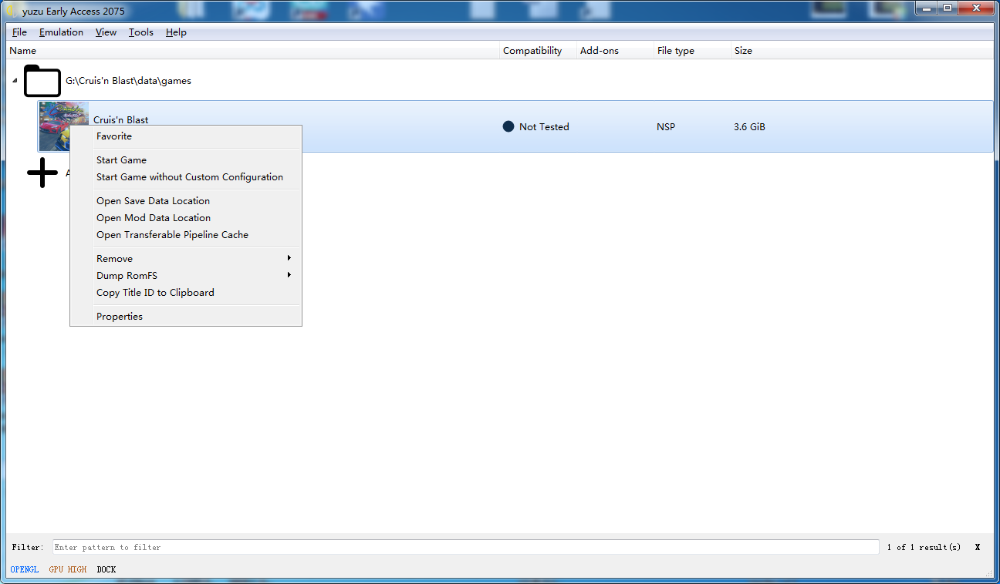 yuzu Early Access 2075
File Emulation View Tools Help
Name Compatibility Add-ons File type Size
G:\Cruis'n Blast\data\games
Cruis'n Blast
Not Tested NSP 3.6 GiB
Favorite
Start Game
Start Game without Custom Configuration
Open Save Data Location
Open Mod Data Location
Open Transferable Pipeline Cache
Remove
Dump RomFS
Copy Title ID to Clipboard
Properties
Filter: Enter pattern to filter 1 of 1 result(s) X
OPENGL GPU HIGH DOCK